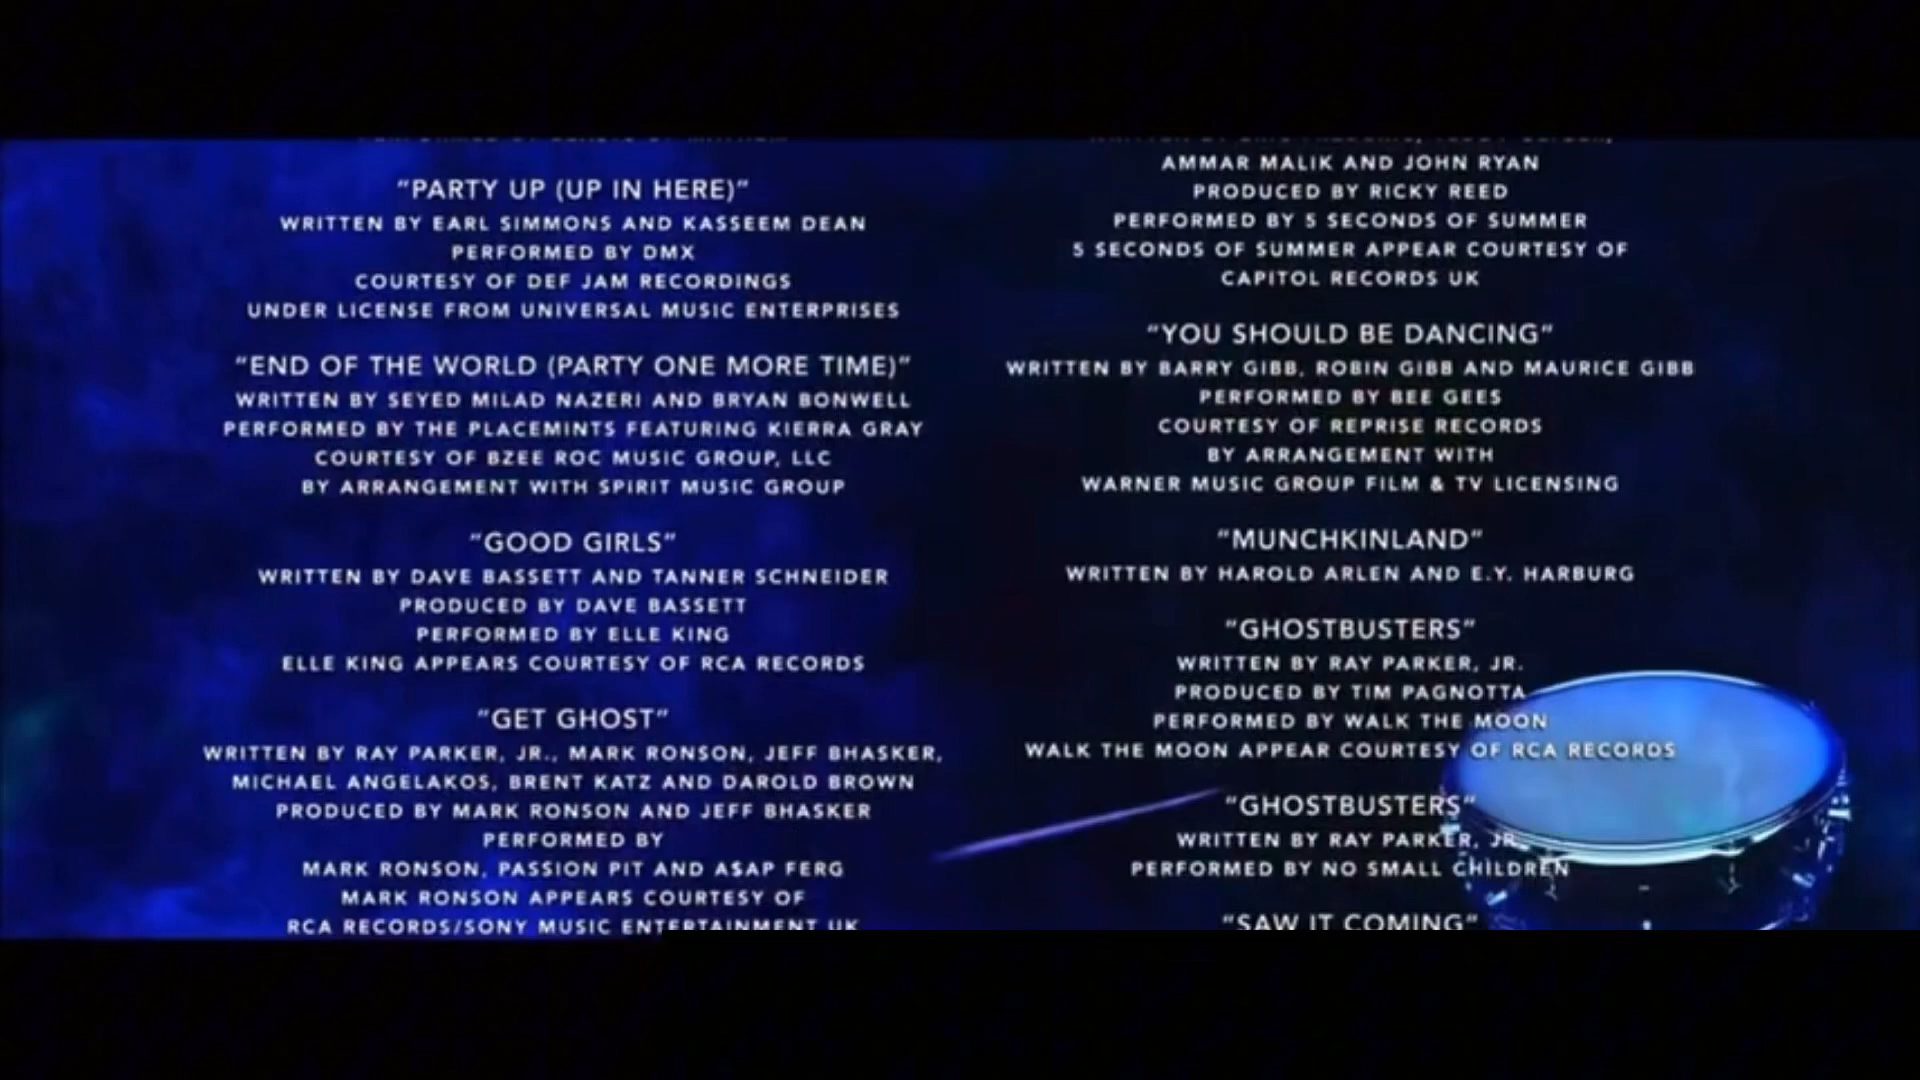 "PARTY UP (UP IN HERE)"
WRITTEN BY EARL SIMMONS AND KASSEEM DEAN
PERFORMED BY DMX
COURTESY OF DEF JAM RECORDINGS
UNDER LICENSE FROM UNIVERSAL MUSIC ENTERPRISES
"END OF THE WORLD (PARTY ONE MORE TIME)"
WRITTEN BY SEYED MILAD NAZERI AND BRYAN BONWELL
PERFORMED BY THE PLACEMINTS FEATURING KIERRA GRAY
COURTESY OF BZEE ROC MUSIC GROUP, LLC
BY ARRANGEMENT WITH SPIRIT MUSIC GROUP
"GOOD GIRLS"
WRITTEN BY DAVE BASSETT AND TANNER SCHNEIDER
PRODUCED BY DAVE BASSETT
PERFORMED BY ELLE KING
ELLE KING APPEARS COURTESY OF RCA RECORDS
"GET GHOST"
WRITTEN BY RAY PARKER, JR., MARK RONSON, JEFF BHASKER,
MICHAEL ANGELAKOS, BRENT KATZ AND DAROLD BROWN
PRODUCED BY MARK RONSON AND JEFF BHASKER
PERFORMED BY
MARK RONSON, PASSION PIT AND A$AP FERG
MARK RONSON APPEARS COURTESY OF
RCA RECORDS/SONY MUSIC ENTERTAINMENT UK
AMMAR MALIK AND JOHN RYAN
PRODUCED BY RICKY REED
PERFORMED BY 5 SECONDS OF SUMMER
5 SECONDS OF SUMMER APPEAR COURTESY OF
CAPITOL RECORDS UK
"YOU SHOULD BE DANCING"
WRITTEN BY BARRY GIBB, ROBIN GIBB AND MAURICE GIBB
PERFORMED BY BEE GEES
COURTESY OF REPRISE RECORDS
BY ARRANGEMENT WITH
WARNER MUSIC GROUP FILM & TV LICENSING
"MUNCHKINLAND"
WRITTEN BY HAROLD ARLEN AND E.Y. HARBURG
"GHOSTBUSTERS"
WRITTEN BY RAY PARKER, JR.
PRODUCED BY TIM PAGNOTTA
PERFORMED BY WALK THE MOON
WALK THE MOON APPEAR COURTESY OF RCA RECORDS
"GHOSTBUSTERS"
WRITTEN BY RAY PARKER, JR.
PERFORMED BY NO SMALL CHILDREN
"SAW IT COMING"